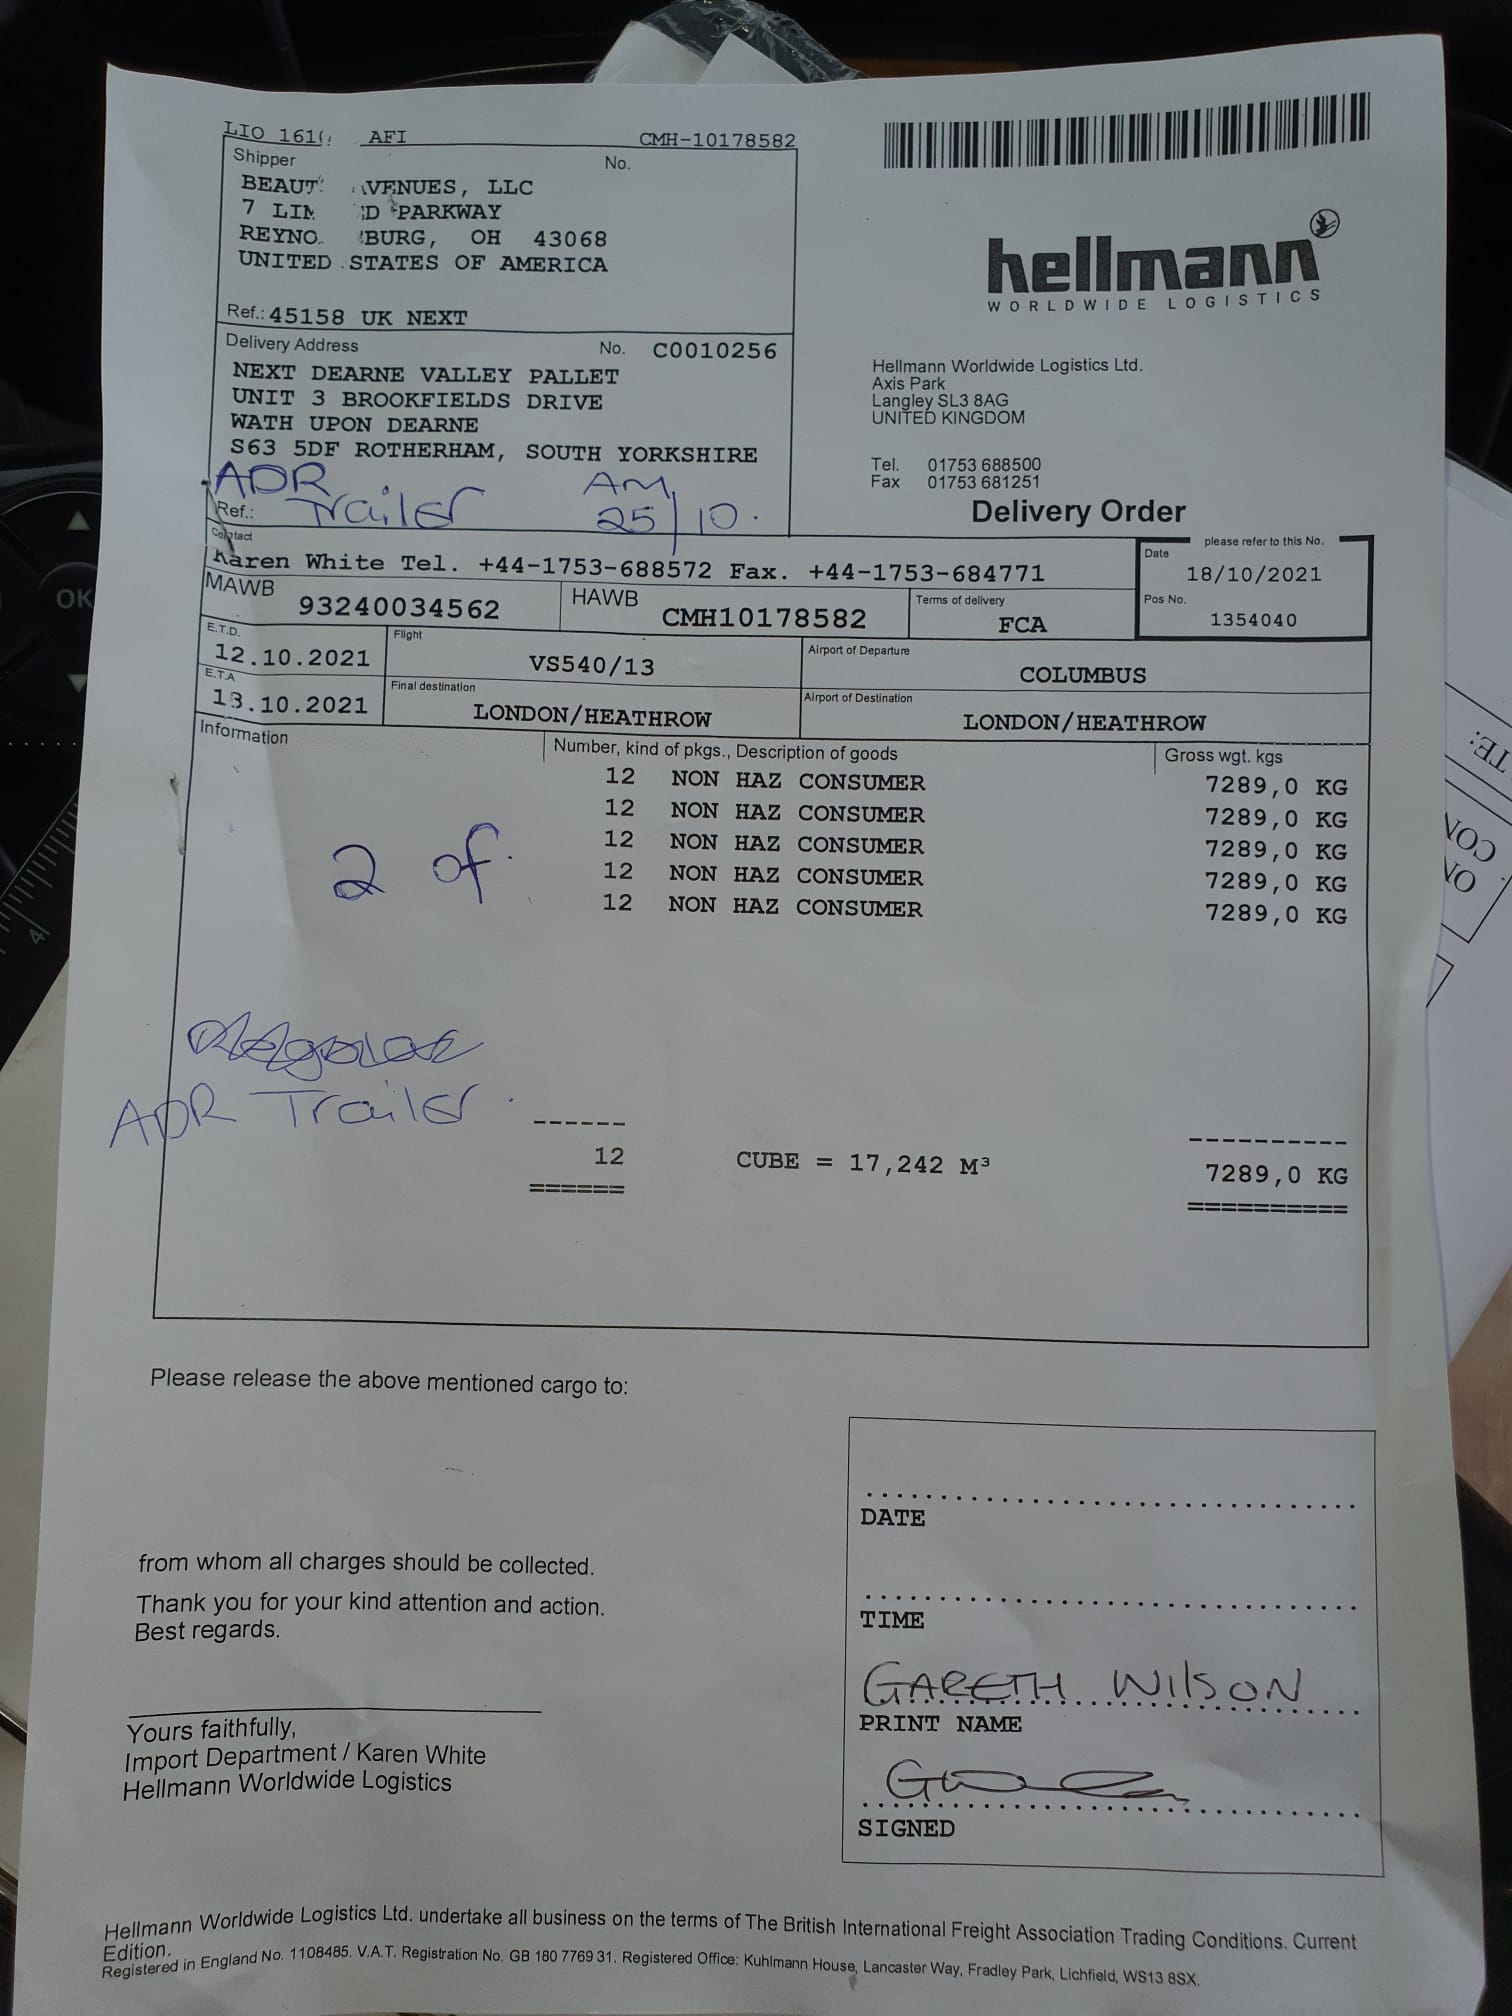 LIO 161 AFI CMH-10178582
Shipper No.
BEAUT VENUES, LLC
7 LIM D PARKWAY
REYNO BURG, OH 43068
UNITED STATES OF AMERICA
Ref.: 45158 UK NEXT
Delivery Address No. C0010256
NEXT DEARNE VALLEY PALLET
UNIT 3 BROOKFIELDS DRIVE
WATH UPON DEARNE
S63 5DF ROTHERHAM, SOUTH YORKSHIRE
ADR AM
Ref.: Trailer 25/10.
hellmann
WORLDWIDE LOGISTICS
Hellmann Worldwide Logistics Ltd.
Axis Park
Langley SL3 8AG
UNITED KINGDOM
Tel. 01753 688500
Fax 01753 681251
Delivery Order
Contact
Karen White Tel. +44-1753-688572 Fax. +44-1753-684771
please refer to this No.
Date 18/10/2021
Pos No. 1354040
MAWB 93240034562 HAWB CMH10178582
Terms of delivery FCA
E.T.D. 12.10.2021 Flight VS540/13 Airport of Departure COLUMBUS
E.T.A 13.10.2021 Final destination LONDON/HEATHROW Airport of Destination LONDON/HEATHROW
Information Number, kind of pkgs., Description of goods Gross wgt. kgs
12 NON HAZ CONSUMER 7289,0 KG
12 NON HAZ CONSUMER 7289,0 KG
12 NON HAZ CONSUMER 7289,0 KG
12 NON HAZ CONSUMER 7289,0 KG
12 NON HAZ CONSUMER 7289,0 KG
2 of.
ADR Trailer.
12 CUBE = 17,242 M³ 7289,0 KG
Please release the above mentioned cargo to:
from whom all charges should be collected.
Thank you for your kind attention and action.
Best regards.
Yours faithfully,
Import Department / Karen White
Hellmann Worldwide Logistics
DATE
TIME
GARETH WILSON
PRINT NAME
SIGNED
Hellmann Worldwide Logistics Ltd. undertake all business on the terms of The British International Freight Association Trading Conditions. Current
Edition.
Registered in England No. 1108485. V.A.T. Registration No. GB 180 7769 31. Registered Office: Kuhlmann House, Lancaster Way, Fradley Park, Lichfield, WS13 8SX.
OK
4